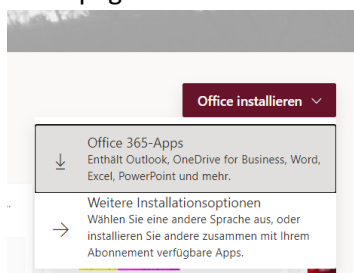 Office installieren
Office 365-Apps
Enthält Outlook, OneDrive for Business, Word,
Excel, PowerPoint und mehr.
Weitere Installationsoptionen
Wählen Sie eine andere Sprache aus, oder
installieren Sie andere zusammen mit Ihrem
Abonnement verfügbare Apps.